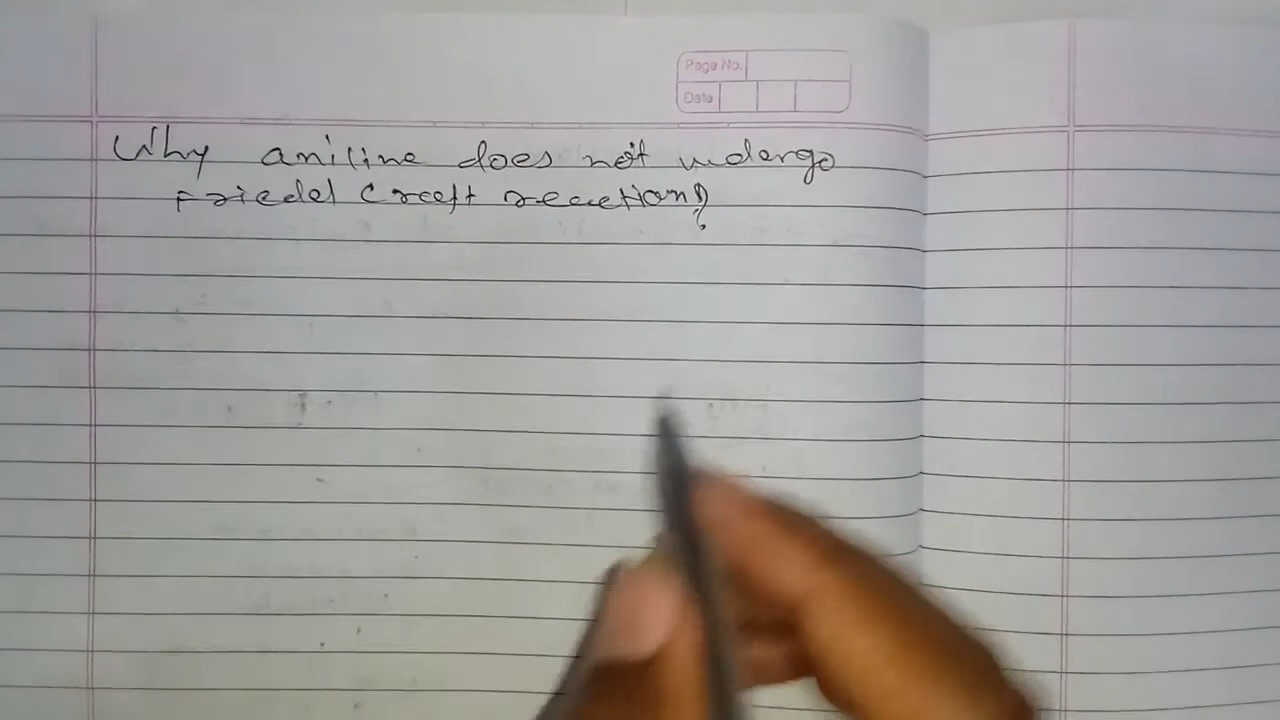 Page No.
Date
Why aniline does not undergo
Friedel Craft reaction?